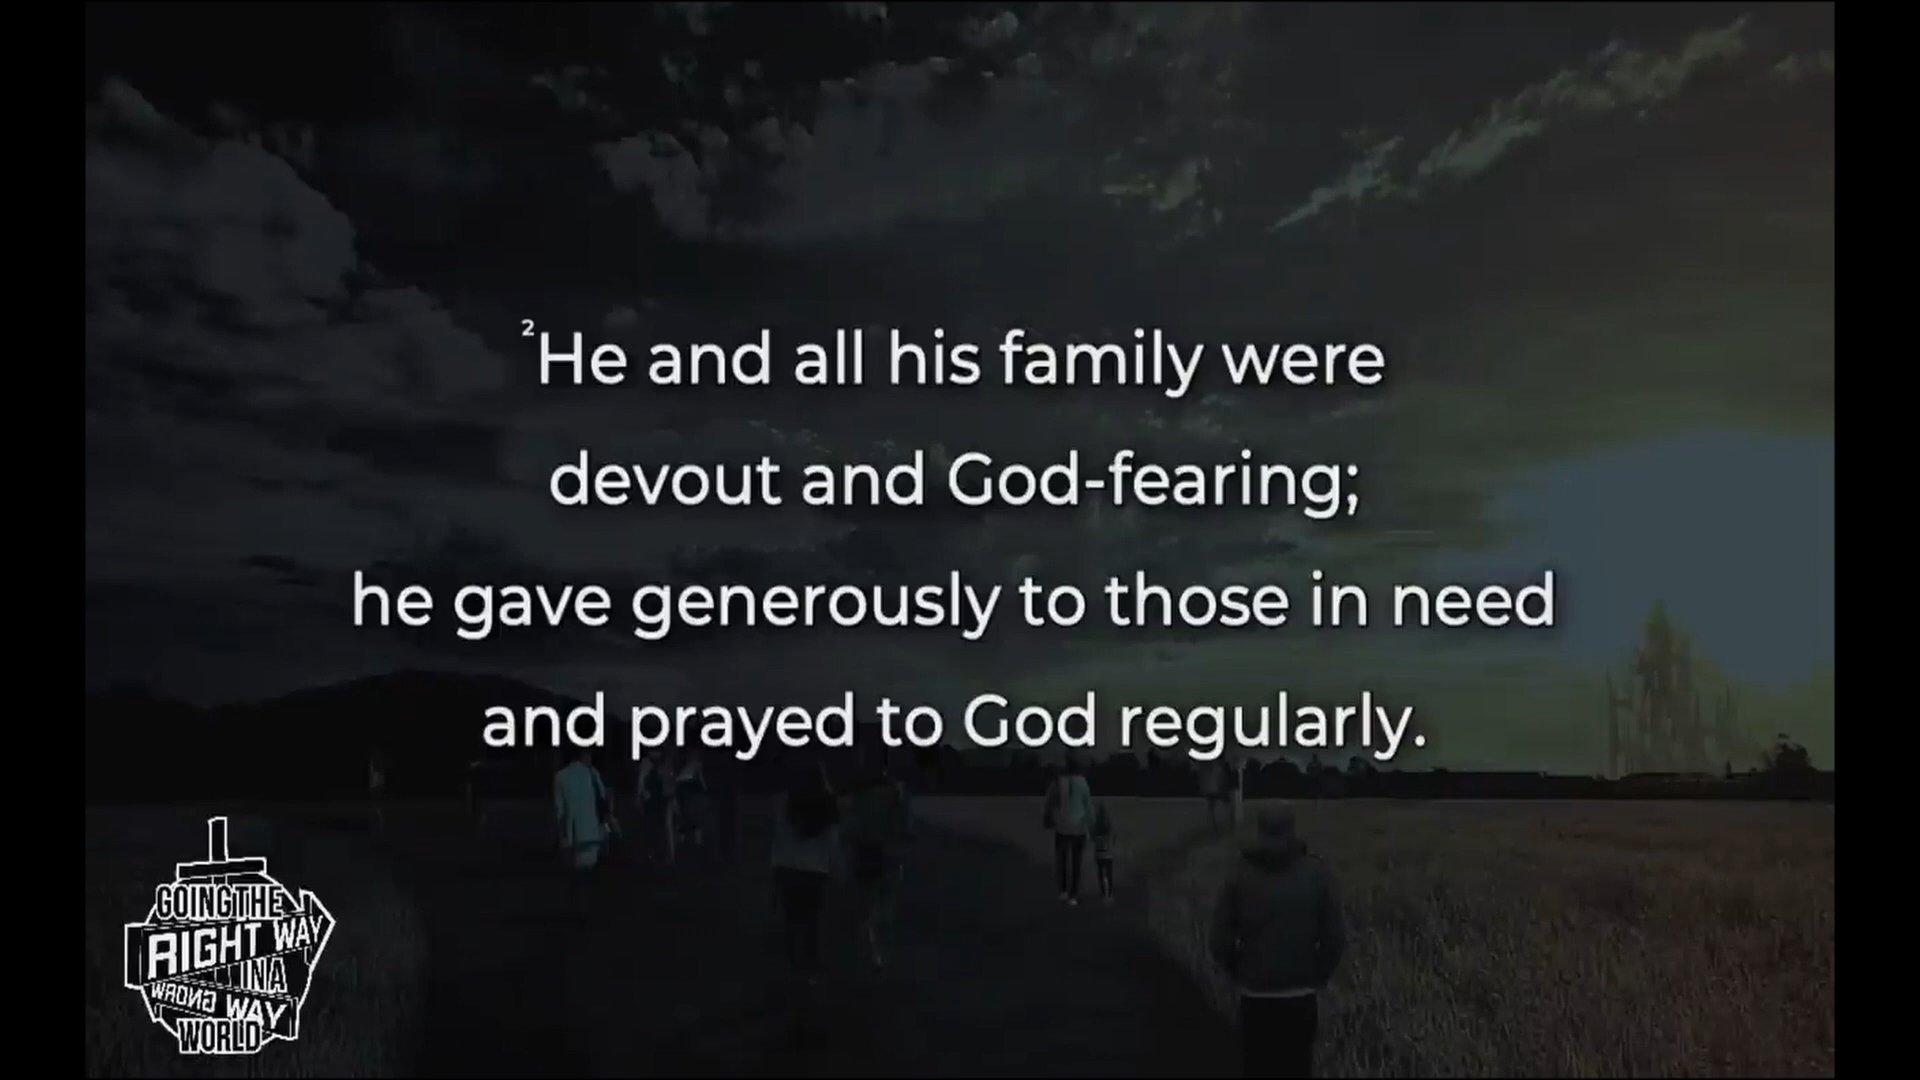 ²He and all his family were
devout and God-fearing;
he gave generously to those in need
and prayed to God regularly.
GOING THE
RIGHT WAY
IN A
WRONG WAY
WORLD